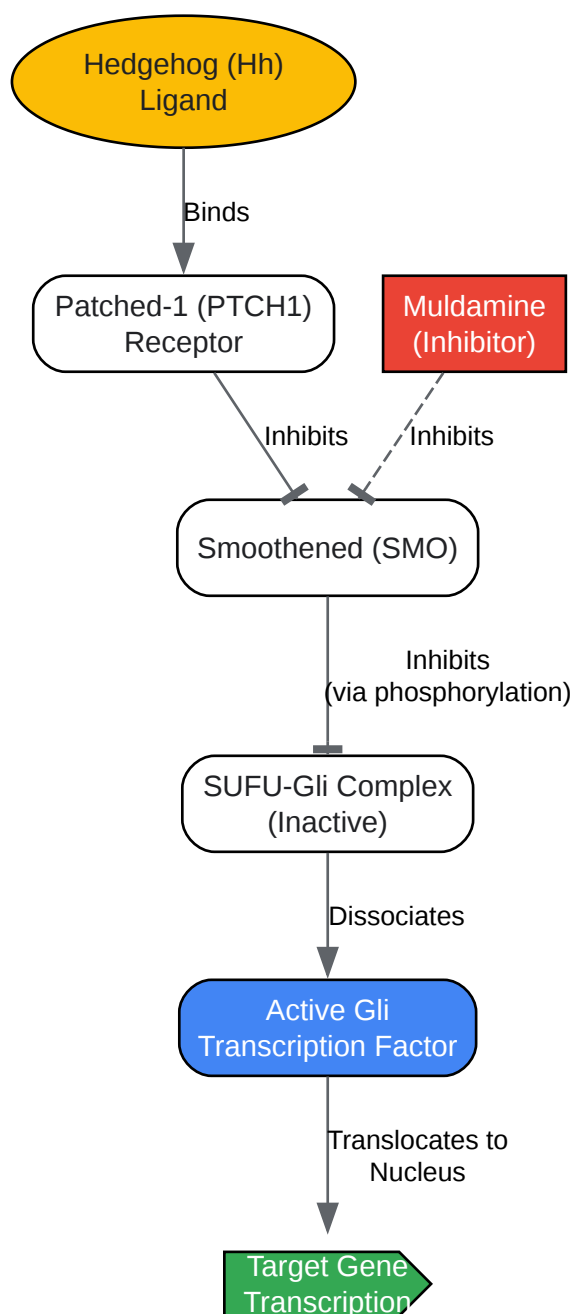 Hedgehog (Hh)
Ligand
Binds
Patched-1 (PTCH1)
Receptor
Muldamine
(Inhibitor)
Inhibits
Inhibits
Smoothened (SMO)
Inhibits
(via phosphorylation)
SUFU-Gli Complex
(Inactive)
Dissociates
Active Gli
Transcription Factor
Translocates to
Nucleus
Target Gene
Transcription